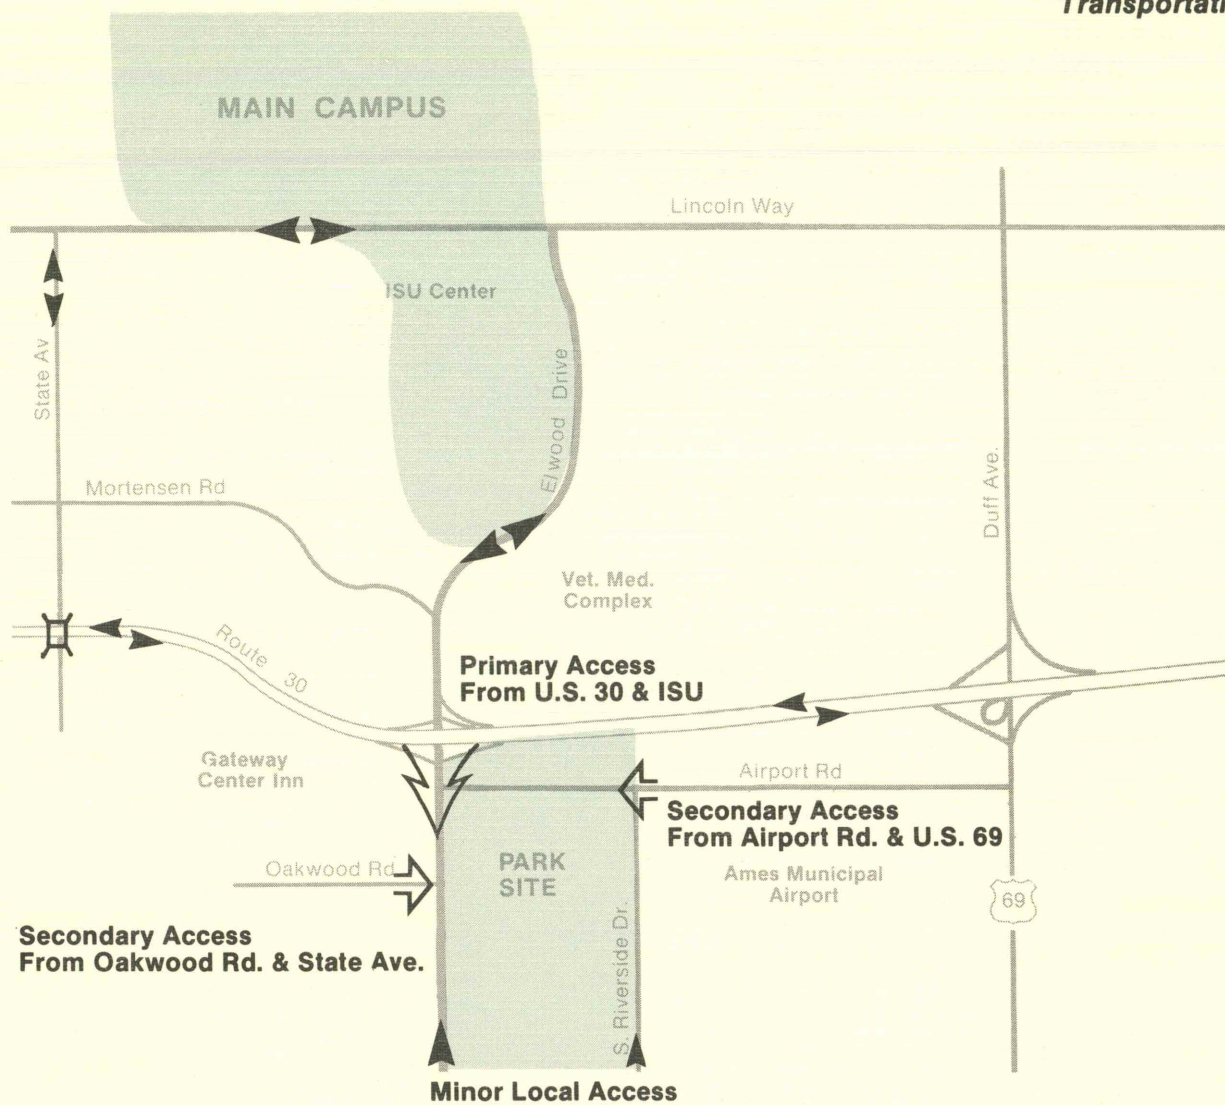 MAIN CAMPUS
Lincoln Way
ISU Center
State Av
Elwood Drive
Mortensen Rd
Duff Ave.
Vet. Med.
Complex
Route 30
Primary Access
From U.S. 30 & ISU
Gateway
Center Inn
Airport Rd
Secondary Access
From Airport Rd. & U.S. 69
PARK
SITE
Oakwood Rd
Ames Municipal
Airport
69
Secondary Access
From Oakwood Rd. & State Ave.
S. Riverside Dr.
Minor Local Access